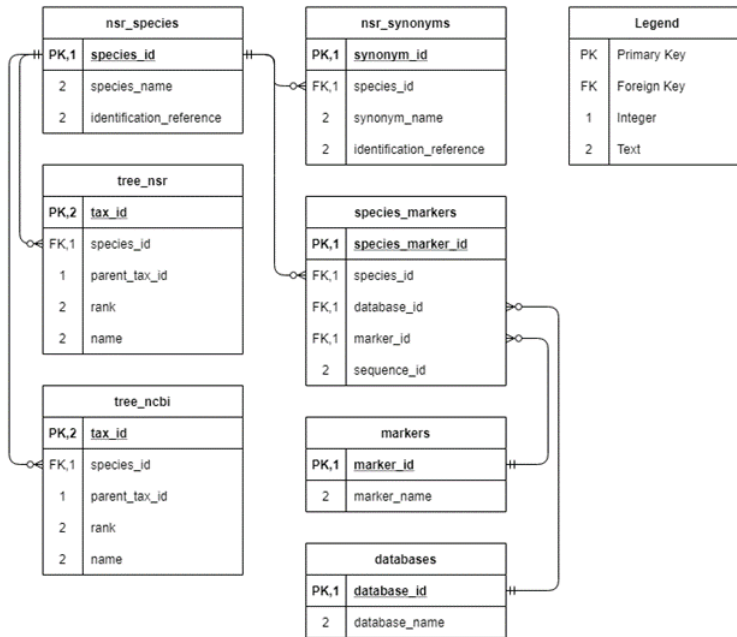 nsr_species
PK,1 species_id
2 species_name
2 identification_reference
tree_nsr
PK,2 tax_id
FK,1 species_id
1 parent_tax_id
2 rank
2 name
tree_ncbi
PK,2 tax_id
FK,1 species_id
1 parent_tax_id
2 rank
2 name
nsr_synonyms
PK,1 synonym_id
FK,1 species_id
2 synonym_name
2 identification_reference
species_markers
PK,1 species_marker_id
FK,1 species_id
FK,1 database_id
FK,1 marker_id
2 sequence_id
markers
PK,1 marker_id
2 marker_name
databases
PK,1 database_id
2 database_name
Legend
PK Primary Key
FK Foreign Key
1 Integer
2 Text